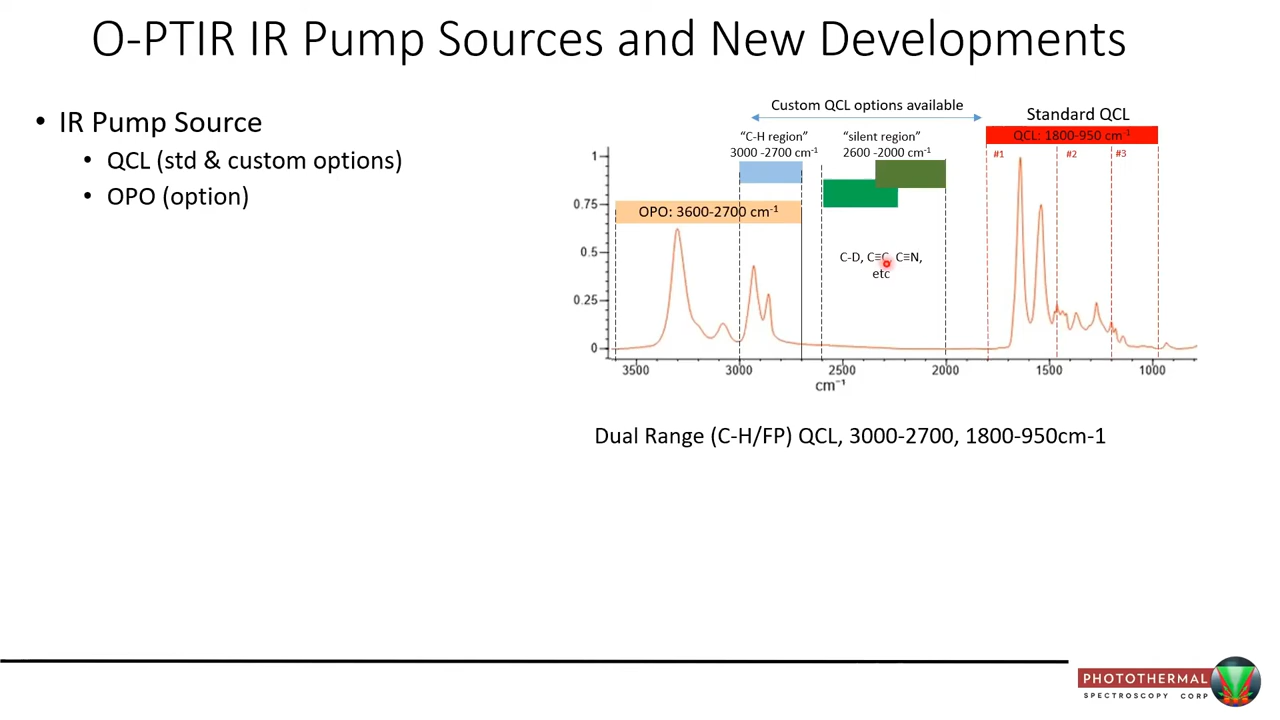 O-PTIR IR Pump Sources and New Developments
• IR Pump Source
• QCL (std & custom options)
• OPO (option)
Custom QCL options available
Standard QCL
"C-H region"
3000 -2700 cm⁻¹
"silent region"
2600 -2000 cm⁻¹
QCL: 1800-950 cm⁻¹
#1 #2 #3
OPO: 3600-2700 cm⁻¹
C-D, C≡C, C≡N,
etc
1
0.75
0.5
0.25
0
3500 3000 2500 2000 1500 1000
cm⁻¹
Dual Range (C-H/FP) QCL, 3000-2700, 1800-950cm-1
PHOTOTHERMAL
SPECTROSCOPY CORP